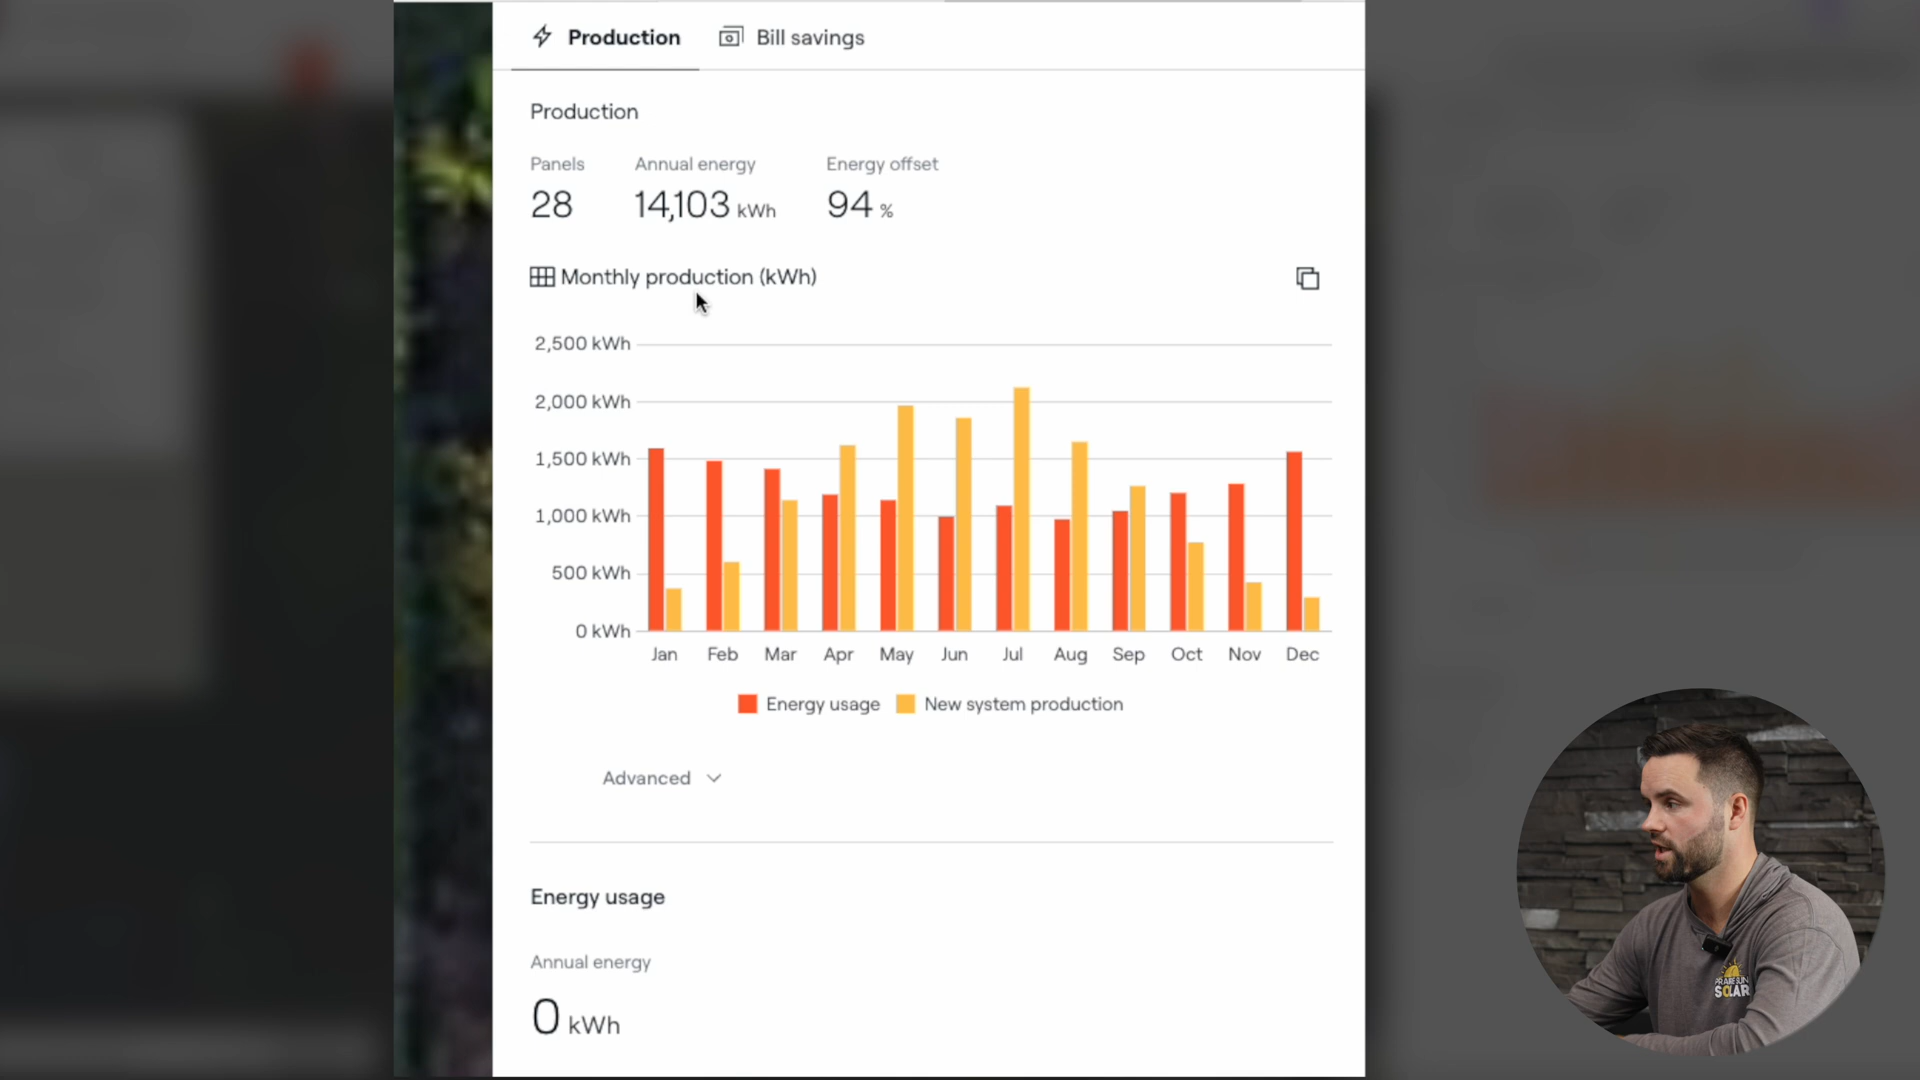 Production
Bill savings
Production
Panels
Annual energy
Energy offset
28
14,103 kWh
94 %
Monthly production (kWh)
2,500 kWh
2,000 kWh
1,500 kWh
1,000 kWh
500 kWh
0 kWh
Jan Feb Mar Apr May Jun Jul Aug Sep Oct Nov Dec
Energy usage
New system production
Advanced
Energy usage
Annual energy
0 kWh
PRAIRIE SUN
SOLAR